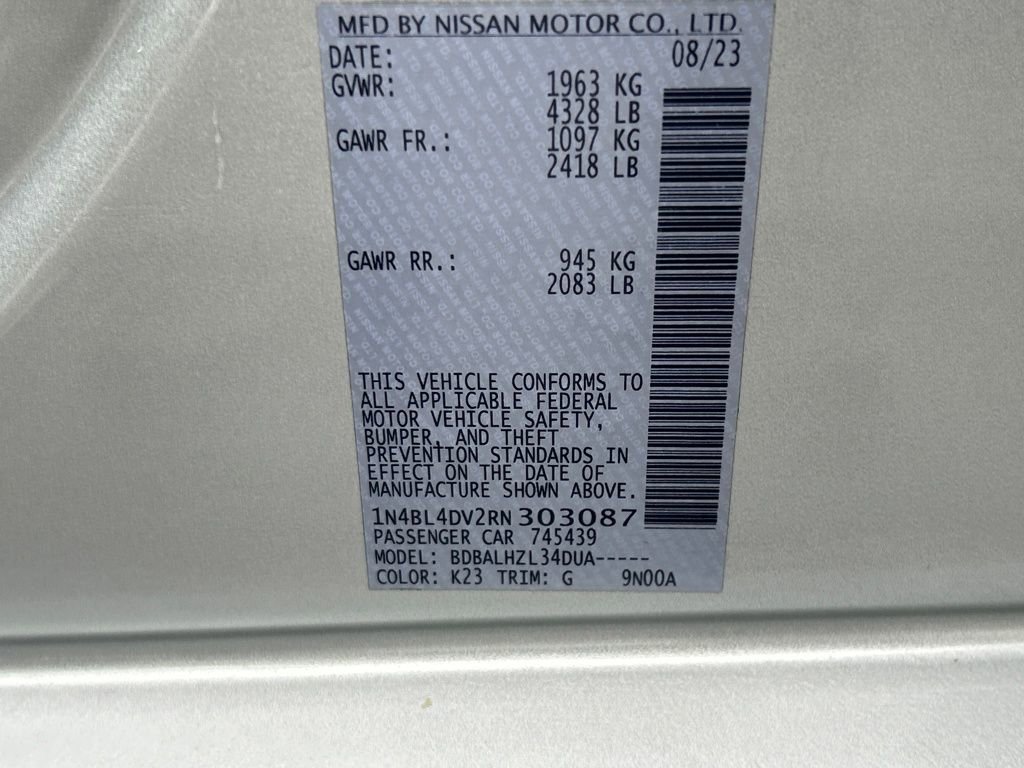 MFD BY NISSAN MOTOR CO., LTD.
DATE: 08/23
GVWR: 1963 KG
4328 LB
GAWR FR.: 1097 KG
2418 LB
GAWR RR.: 945 KG
2083 LB
THIS VEHICLE CONFORMS TO
ALL APPLICABLE FEDERAL
MOTOR VEHICLE SAFETY,
BUMPER, AND THEFT
PREVENTION STANDARDS IN
EFFECT ON THE DATE OF
MANUFACTURE SHOWN ABOVE.
1N4BL4DV2RN303087
PASSENGER CAR 745439
MODEL: BDBALHZL34DUA-----
COLOR: K23 TRIM: G 9N00A